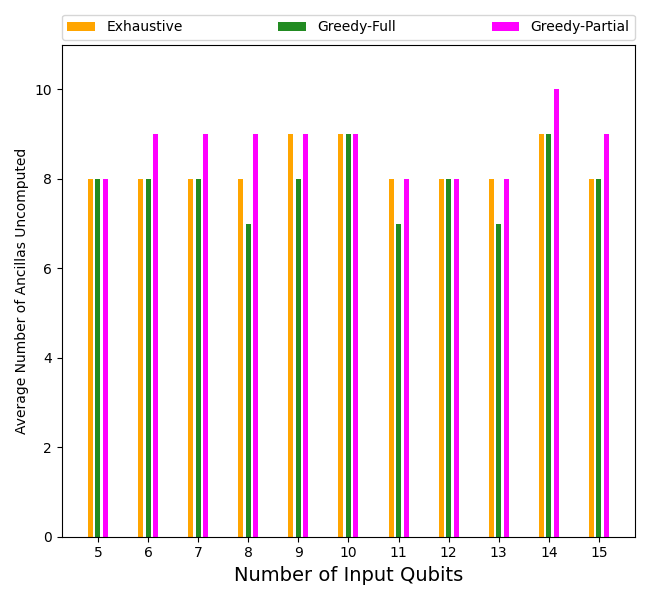 Exhaustive Greedy-Full Greedy-Partial
10
8
6
4
2
0
Average Number of Ancillas Uncomputed
5 6 7 8 9 10 11 12 13 14 15
Number of Input Qubits